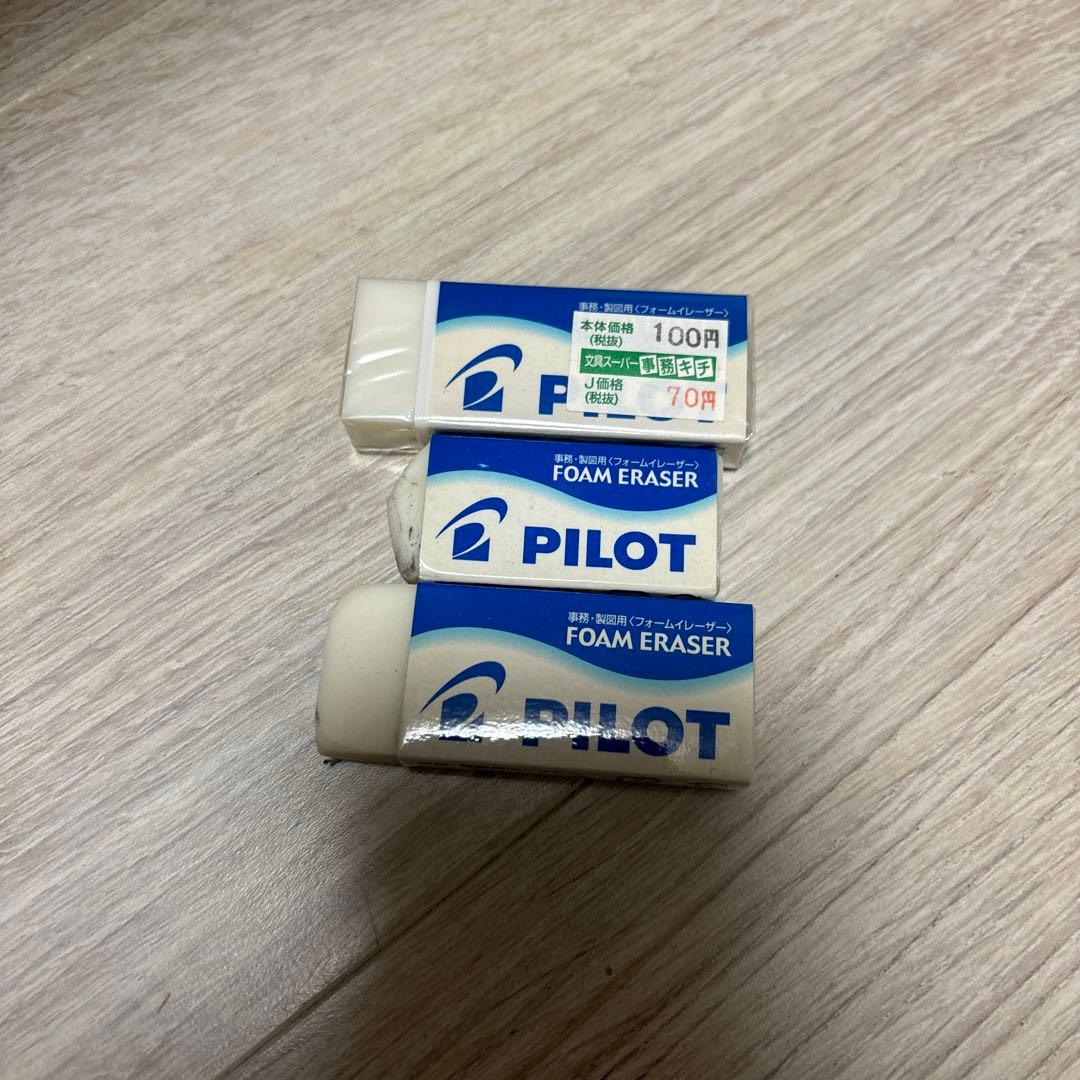 事務・製図用〈フォームイレーザー〉
本体価格
(税抜)
100円
文具スーパー事務キチ
J価格
(税抜)
70円
事務・製図用〈フォームイレーザー〉
FOAM ERASER
PILOT
事務・製図用〈フォームイレーザー〉
FOAM ERASER
PILOT